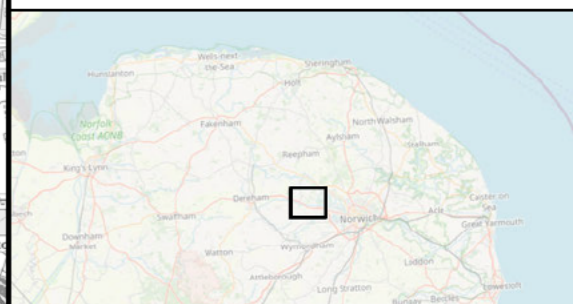 Wells-next
-the-Sea
Sheringham
Hunstanton
Holt
Norfolk
Coast AONB
Fakenham
North Walsham
Aylsham
Stalham
King's Lynn
Reepham
Dereham
Caister-on
Sea
Swaffham
Norwich
Acle
Great Yarmouth
Downham
Market
Watton
Wymondham
Loddon
Attleborough
Long Stratton
Lowestoft
Bungay
Beccles